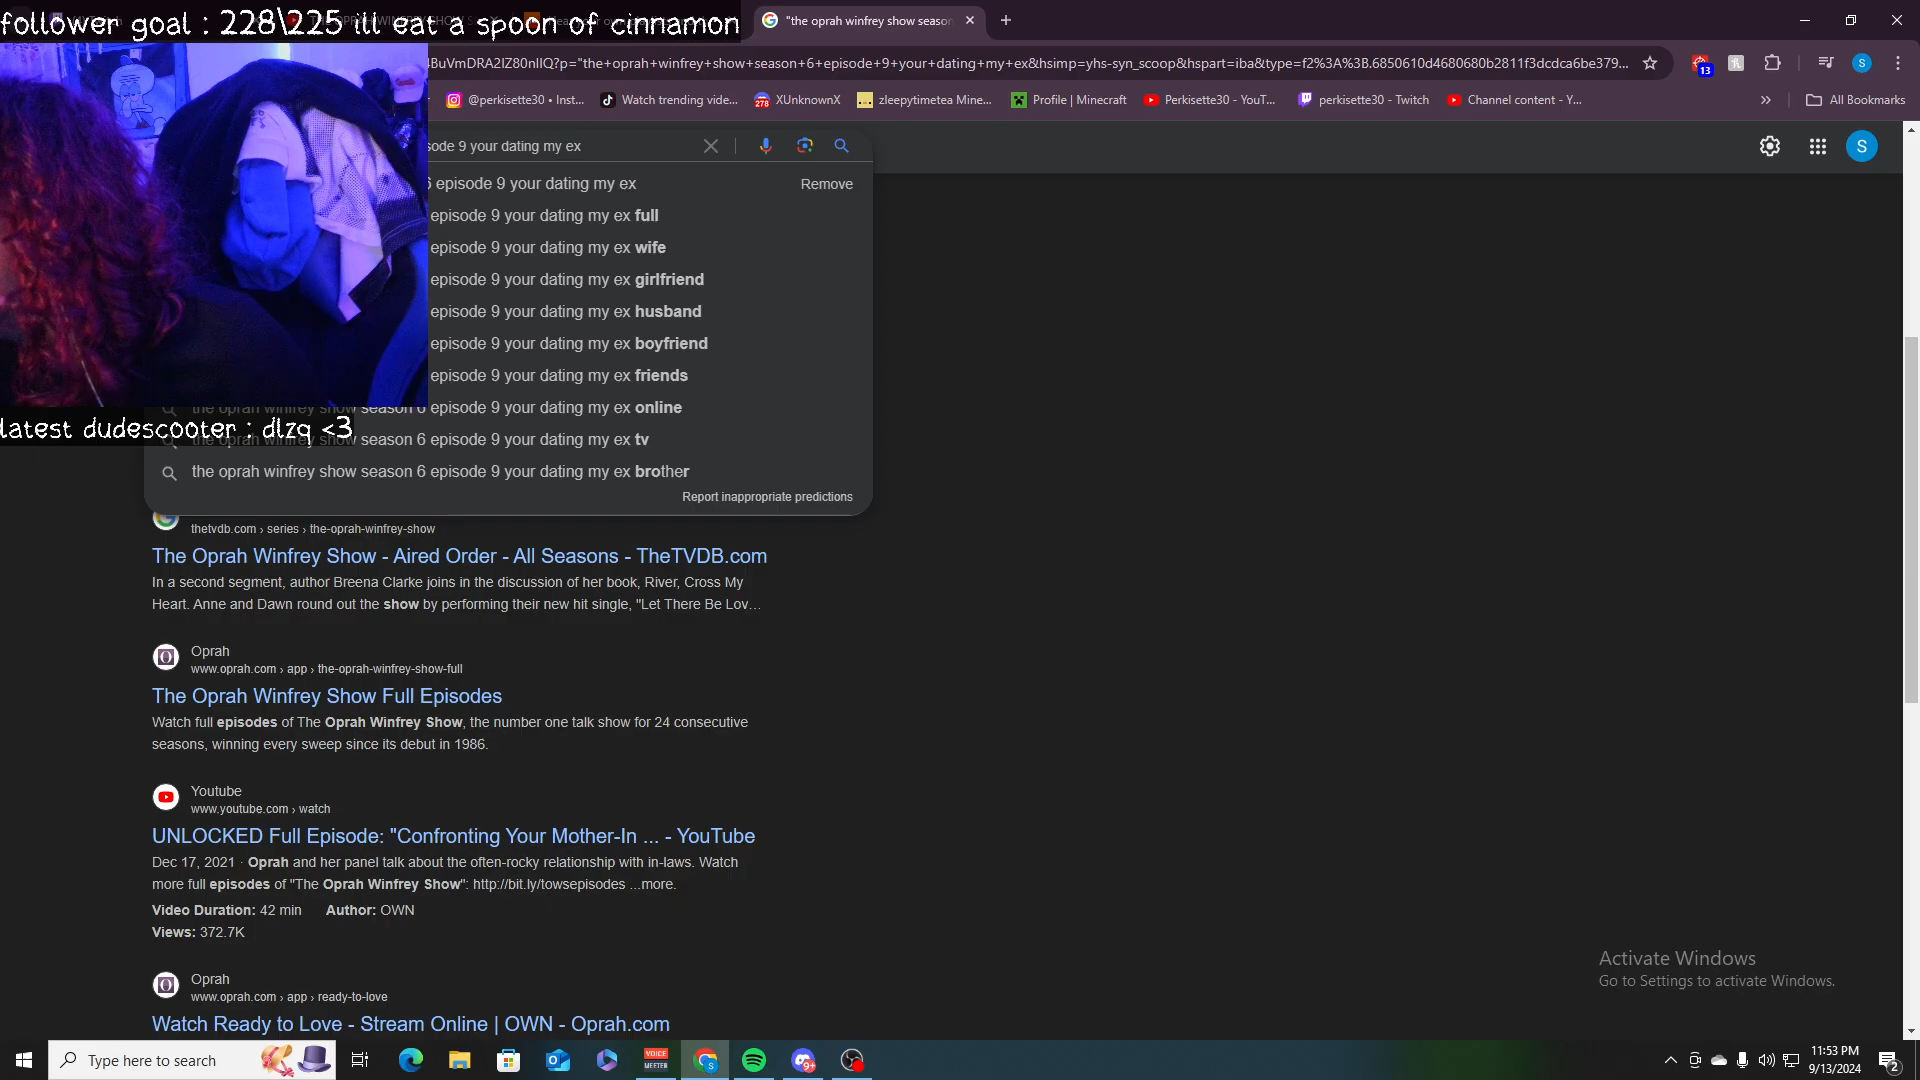 follower goal : 228\225 ill eat a spoon of cinnamon
"the oprah winfrey show seaso
BuVmDRA2IZ80nlIQ?p="the+oprah+winfrey+show+season+6+episode+9+your+dating+my+ex&hsimp=yhs-syn_scoop&hspart=iba&type=f2%3A%3B.6850610d4680680b2811f3dcdca6be379...
13
S
@perkisette30 • Inst...
Watch trending vide...
278
XUnknownX
zleepytimetea Mine...
Profile | Minecraft
Perkisette30 - YouT...
perkisette30 - Twitch
Channel content - Y...
All Bookmarks
sode 9 your dating my ex
S
6 episode 9 your dating my ex
Remove
episode 9 your dating my ex full
episode 9 your dating my ex wife
episode 9 your dating my ex girlfriend
episode 9 your dating my ex husband
episode 9 your dating my ex boyfriend
episode 9 your dating my ex friends
the oprah winfrey show season 6 episode 9 your dating my ex online
latest dudescooter : dlzq <3
season 6 episode 9 your dating my ex tv
the oprah winfrey show season 6 episode 9 your dating my ex brother
Report inappropriate predictions
thetvdb.com › series › the-oprah-winfrey-show
The Oprah Winfrey Show - Aired Order - All Seasons - TheTVDB.com
In a second segment, author Breena Clarke joins in the discussion of her book, River, Cross My
Heart. Anne and Dawn round out the show by performing their new hit single, "Let There Be Lov...
Oprah
www.oprah.com › app › the-oprah-winfrey-show-full
The Oprah Winfrey Show Full Episodes
Watch full episodes of The Oprah Winfrey Show, the number one talk show for 24 consecutive
seasons, winning every sweep since its debut in 1986.
Youtube
www.youtube.com › watch
UNLOCKED Full Episode: "Confronting Your Mother-In ... - YouTube
Dec 17, 2021 · Oprah and her panel talk about the often-rocky relationship with in-laws. Watch
more full episodes of "The Oprah Winfrey Show": http://bit.ly/towsepisodes ...more.
Video Duration: 42 min Author: OWN
Views: 372.7K
Activate Windows
Go to Settings to activate Windows.
Oprah
www.oprah.com › app › ready-to-love
Watch Ready to Love - Stream Online | OWN - Oprah.com
Type here to search
VOICE
MEETER
S
9+
11:53 PM
9/13/2024
2